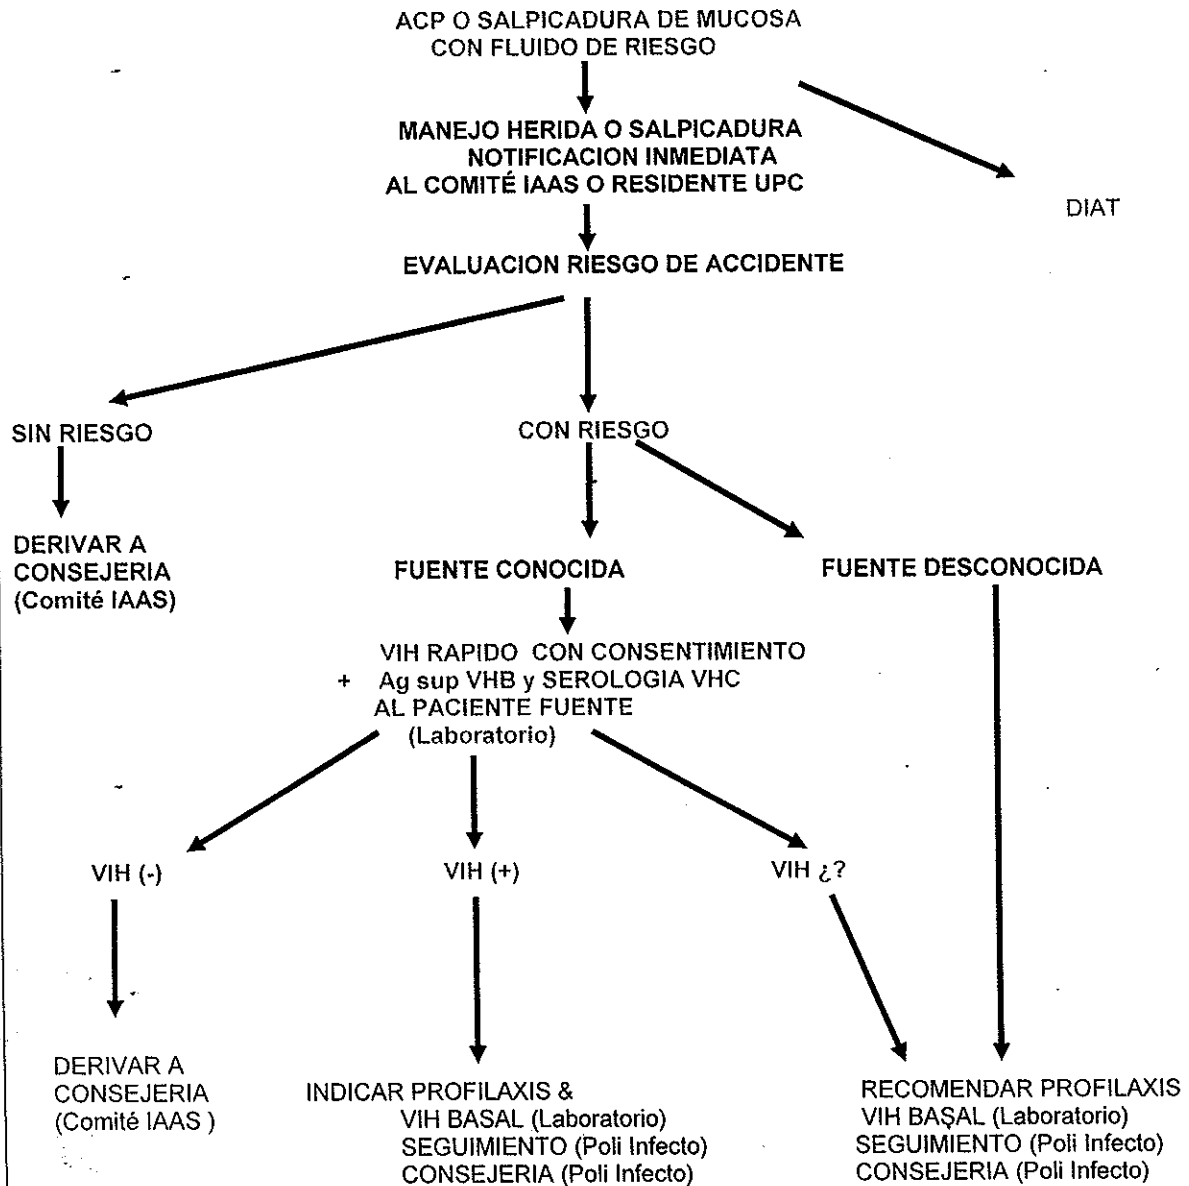 ACP O SALPICADURA DE MUCOSA
CON FLUIDO DE RIESGO
MANEJO HERIDA O SALPICADURA
NOTIFICACION INMEDIATA
AL COMITÉ IAAS O RESIDENTE UPC
DIAT
EVALUACION RIESGO DE ACCIDENTE
SIN RIESGO
CON RIESGO
DERIVAR A
CONSEJERIA
(Comité IAAS)
FUENTE CONOCIDA
FUENTE DESCONOCIDA
VIH RAPIDO CON CONSENTIMIENTO
+ Ag sup VHB y SEROLOGIA VHC
AL PACIENTE FUENTE
(Laboratorio)
VIH (-)
VIH (+)
VIH ¿?
DERIVAR A
CONSEJERIA
(Comité IAAS )
INDICAR PROFILAXIS &
VIH BASAL (Laboratorio)
SEGUIMIENTO (Poli Infecto)
CONSEJERIA (Poli Infecto)
RECOMENDAR PROFILAXIS
VIH BASAL (Laboratorio)
SEGUIMIENTO (Poli Infecto)
CONSEJERIA (Poli Infecto)